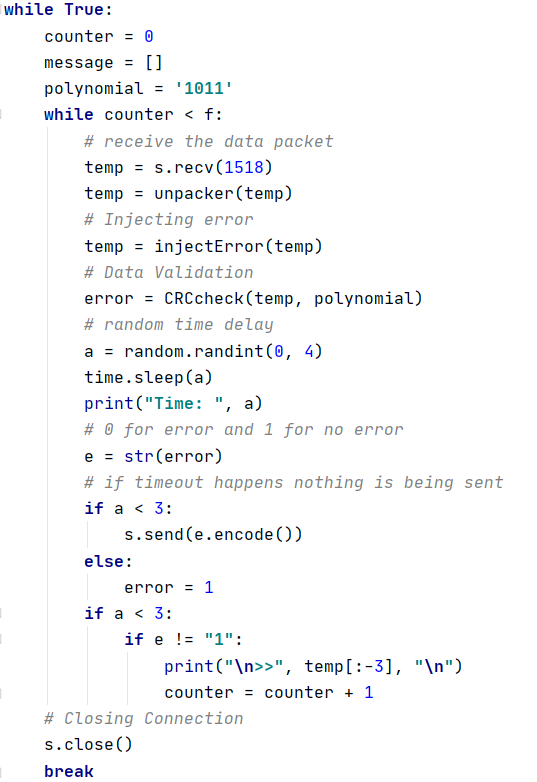 while True:
    counter = 0
    message = []
    polynomial = '1011'
    while counter < f:
        # receive the data packet
        temp = s.recv(1518)
        temp = unpacker(temp)
        # Injecting error
        temp = injectError(temp)
        # Data Validation
        error = CRCcheck(temp, polynomial)
        # random time delay
        a = random.randint(0, 4)
        time.sleep(a)
        print("Time: ", a)
        # 0 for error and 1 for no error
        e = str(error)
        # if timeout happens nothing is being sent
        if a < 3:
            s.send(e.encode())
        else:
            error = 1
        if a < 3:
            if e != "1":
                print("\n>>", temp[:-3], "\n")
                counter = counter + 1
    # Closing Connection
    s.close()
    break